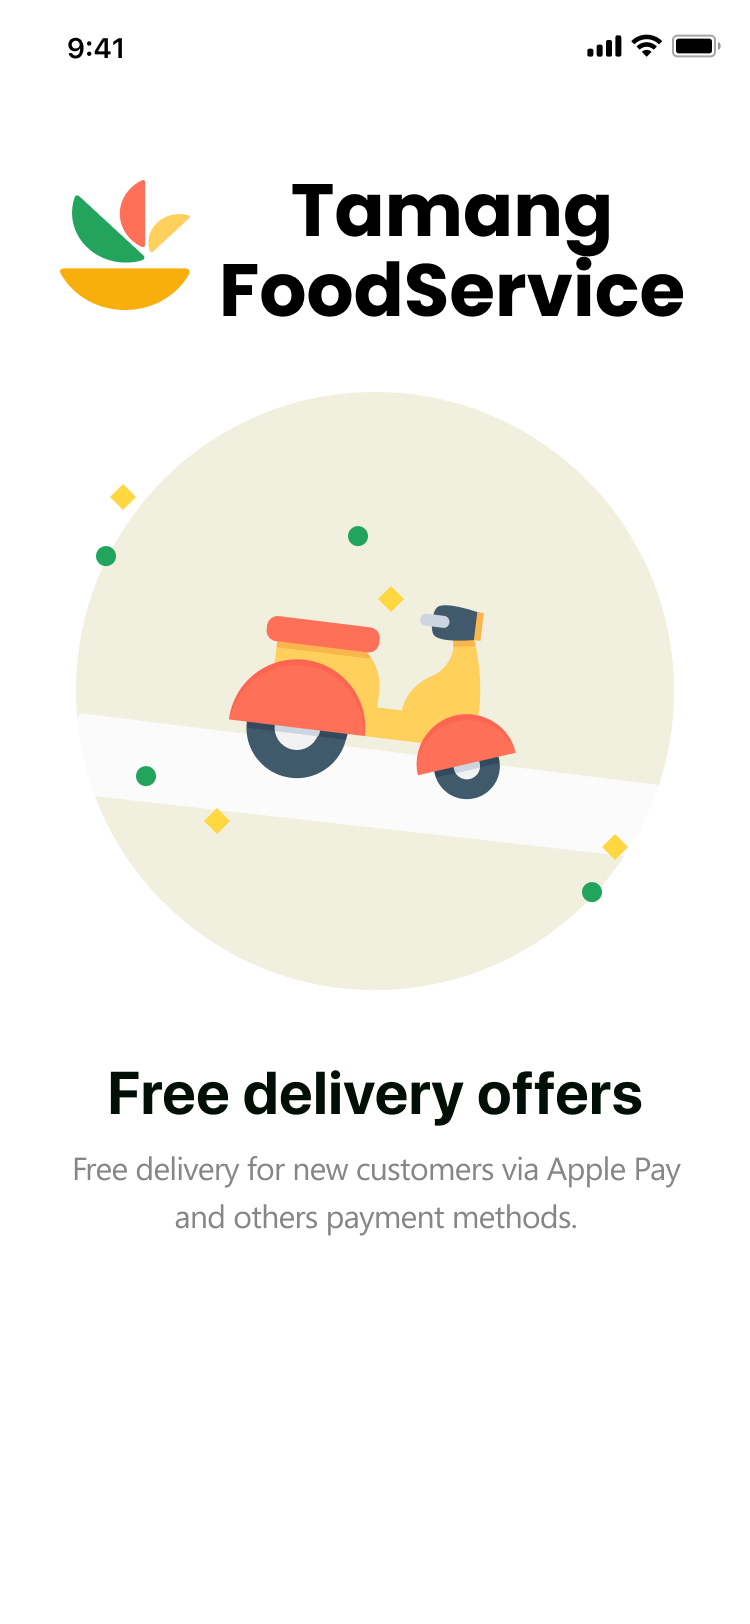 9:41
Tamang
FoodService
Free delivery offers
Free delivery for new customers via Apple Pay
and others payment methods.